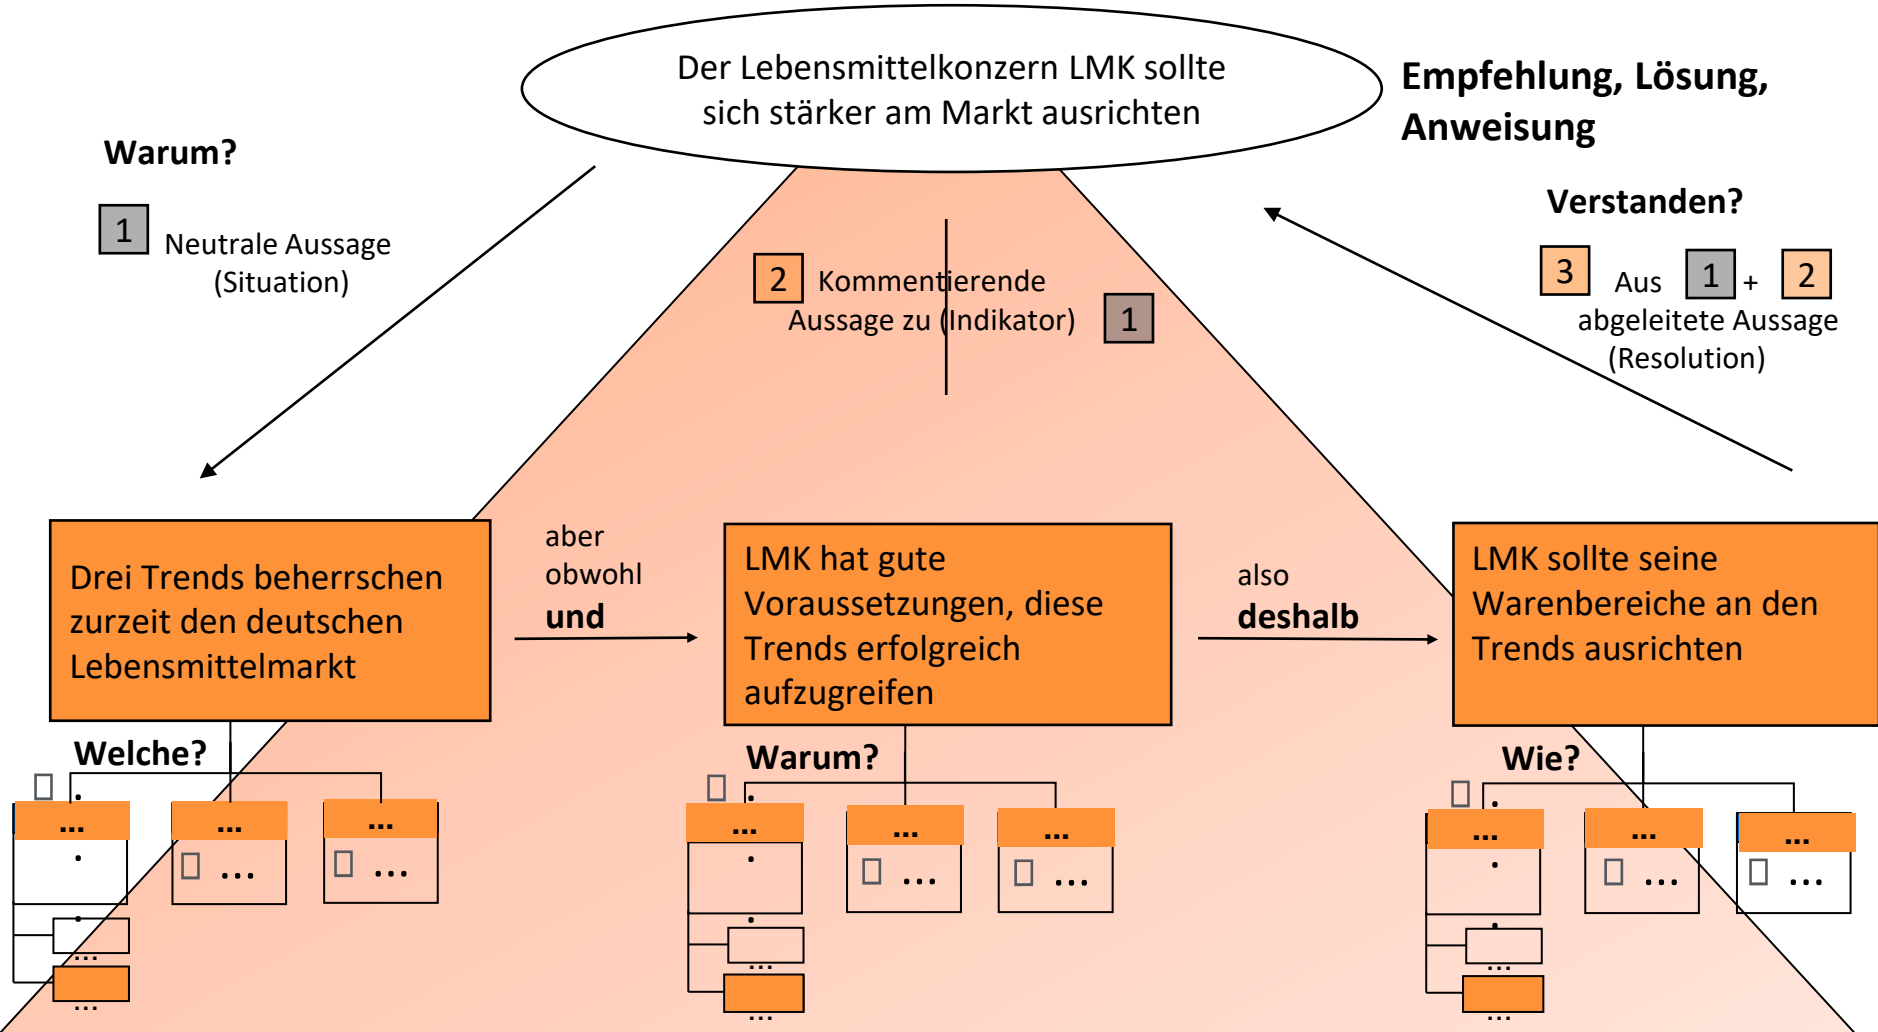 Der Lebensmittelkonzern LMK sollte
sich stärker am Markt ausrichten
Empfehlung, Lösung,
Anweisung
Warum?
1 Neutrale Aussage
(Situation)
2 Kommentierende
Aussage zu (Indikator) 1
Verstanden?
3 Aus 1 + 2
abgeleitete Aussage
(Resolution)
Drei Trends beherrschen
zurzeit den deutschen
Lebensmittelmarkt
aber
obwohl
und
LMK hat gute
Voraussetzungen, diese
Trends erfolgreich
aufzugreifen
also
deshalb
LMK sollte seine
Warenbereiche an den
Trends ausrichten
Welche?
... ... ...
... ...
...
...
Warum?
... ... ...
... ...
...
...
Wie?
... ... ...
... ...
...
...